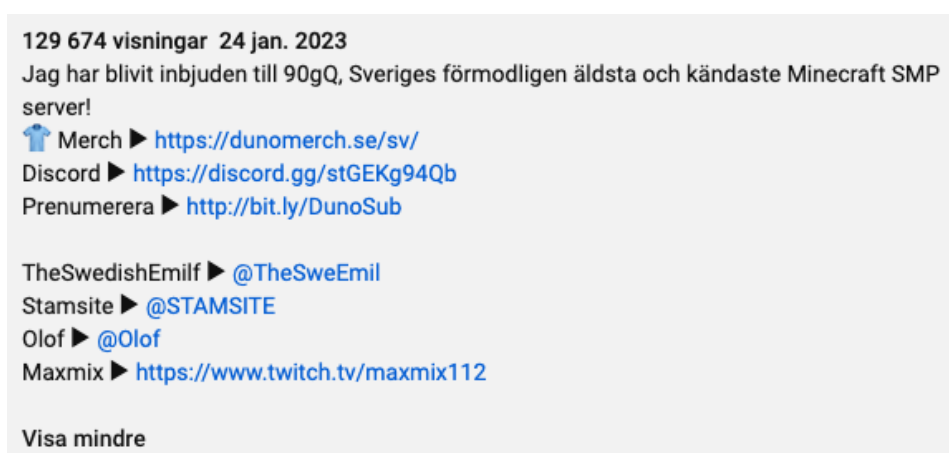 129 674 visningar  24 jan. 2023
Jag har blivit inbjuden till 90gQ, Sveriges förmodligen äldsta och kändaste Minecraft SMP
server!
👕 Merch ▶ https://dunomerch.se/sv/
Discord ▶ https://discord.gg/stGEKg94Qb
Prenumerera ▶ http://bit.ly/DunoSub

TheSwedishEmilf ▶ @TheSweEmil
Stamsite ▶ @STAMSITE
Olof ▶ @Olof
Maxmix ▶ https://www.twitch.tv/maxmix112

Visa mindre